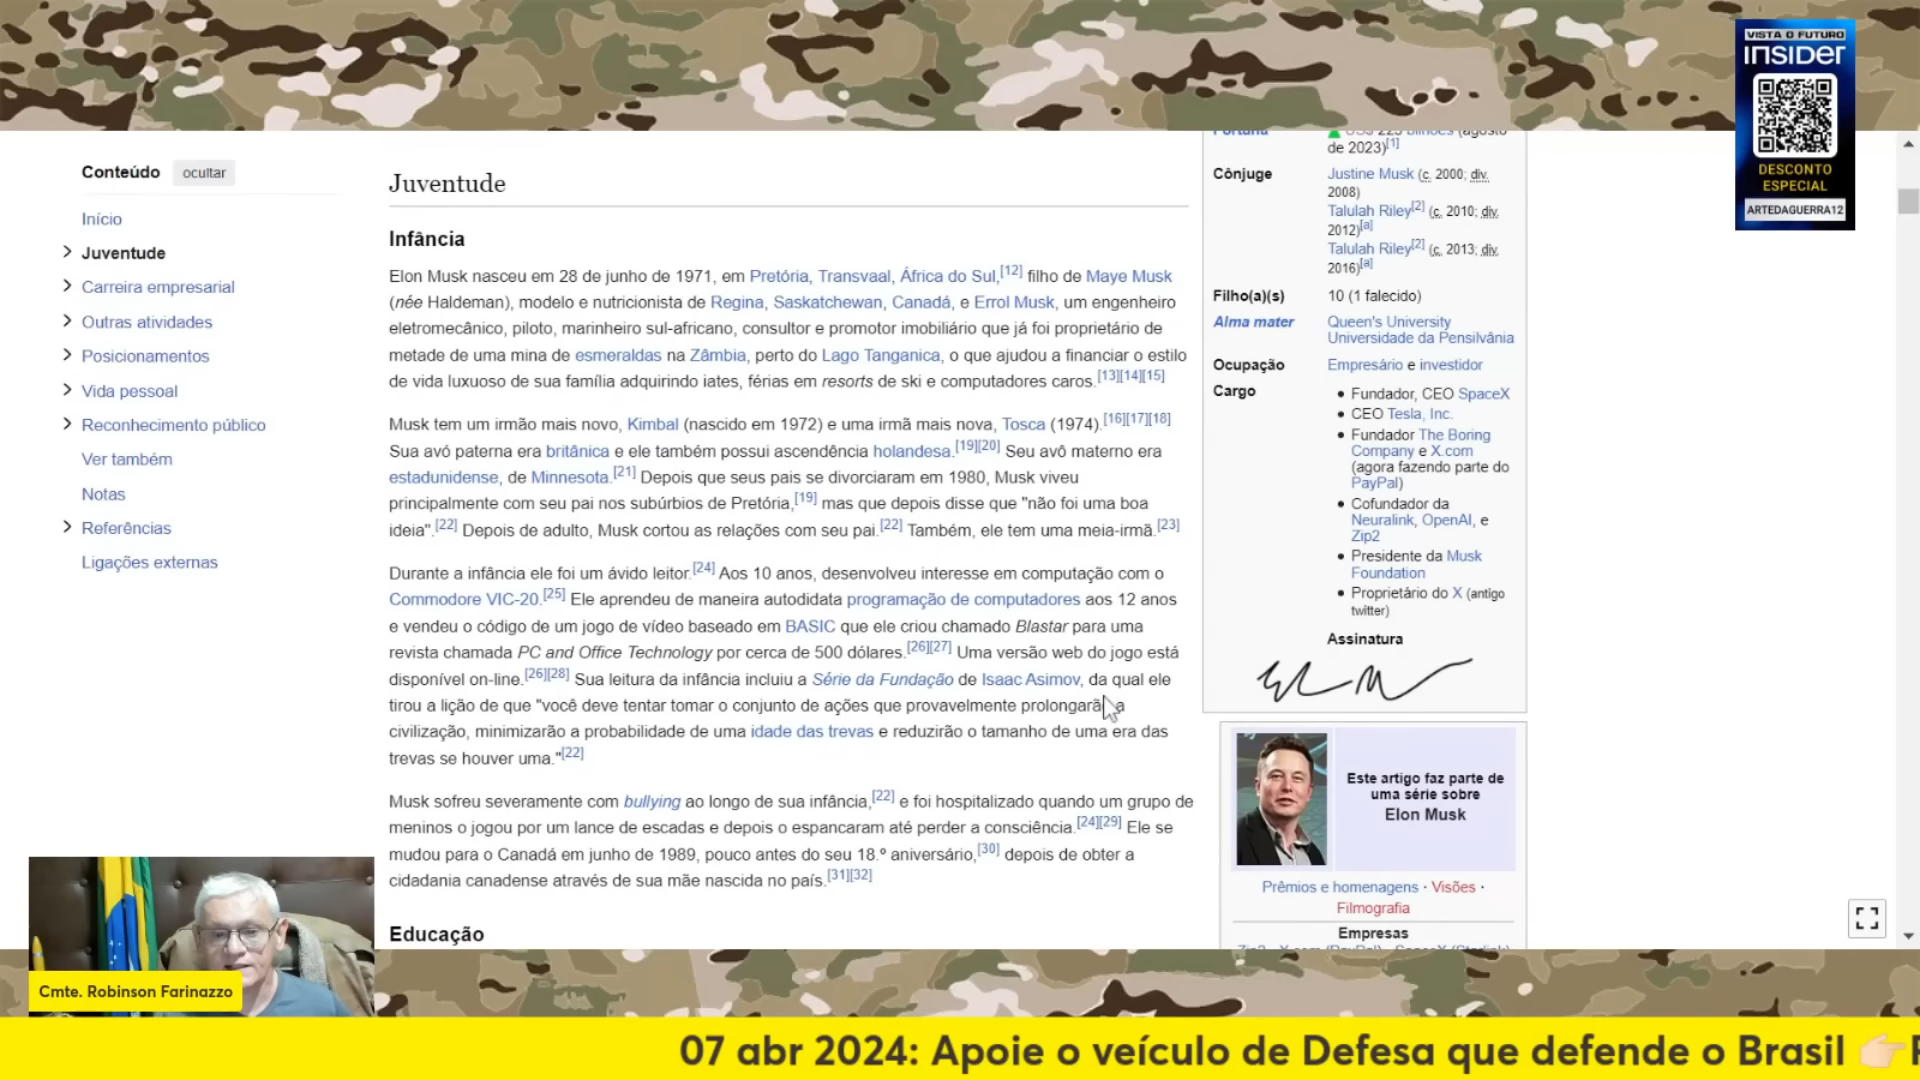 VISTA O FUTURO
INSIDER
DESCONTO
ESPECIAL
ARTEDAGUERRA12
Conteúdo ocultar
Início
Juventude
Carreira empresarial
Outras atividades
Posicionamentos
Vida pessoal
Reconhecimento público
Ver também
Notas
Referências
Ligações externas
Juventude
Infância
Elon Musk nasceu em 28 de junho de 1971, em Pretória, Transvaal, África do Sul,[12] filho de Maye Musk
(née Haldeman), modelo e nutricionista de Regina, Saskatchewan, Canadá, e Errol Musk, um engenheiro
eletromecânico, piloto, marinheiro sul-africano, consultor e promotor imobiliário que já foi proprietário de
metade de uma mina de esmeraldas na Zâmbia, perto do Lago Tanganica, o que ajudou a financiar o estilo
de vida luxuoso de sua família adquirindo iates, férias em resorts de ski e computadores caros.[13][14][15]
Musk tem um irmão mais novo, Kimbal (nascido em 1972) e uma irmã mais nova, Tosca (1974).[16][17][18]
Sua avó paterna era britânica e ele também possui ascendência holandesa.[19][20] Seu avô materno era
estadunidense, de Minnesota.[21] Depois que seus pais se divorciaram em 1980, Musk viveu
principalmente com seu pai nos subúrbios de Pretória,[19] mas que depois disse que "não foi uma boa
ideia".[22] Depois de adulto, Musk cortou as relações com seu pai.[22] Também, ele tem uma meia-irmã.[23]
Durante a infância ele foi um ávido leitor.[24] Aos 10 anos, desenvolveu interesse em computação com o
Commodore VIC-20.[25] Ele aprendeu de maneira autodidata programação de computadores aos 12 anos
e vendeu o código de um jogo de vídeo baseado em BASIC que ele criou chamado Blastar para uma
revista chamada PC and Office Technology por cerca de 500 dólares.[26][27] Uma versão web do jogo está
disponível on-line.[26][28] Sua leitura da infância incluiu a Série da Fundação de Isaac Asimov, da qual ele
tirou a lição de que "você deve tentar tomar o conjunto de ações que provavelmente prolongarão a
civilização, minimizarão a probabilidade de uma idade das trevas e reduzirão o tamanho de uma era das
trevas se houver uma."[22]
Musk sofreu severamente com bullying ao longo de sua infância,[22] e foi hospitalizado quando um grupo de
meninos o jogou por um lance de escadas e depois o espancaram até perder a consciência.[24][29] Ele se
mudou para o Canadá em junho de 1989, pouco antes do seu 18.º aniversário,[30] depois de obter a
cidadania canadense através de sua mãe nascida no país.[31][32]
Educação
Fortuna US$ 225 bilhões (agosto
de 2023)[1]
Cônjuge Justine Musk (c. 2000; div.
2008)
Talulah Riley[2] (c. 2010; div.
2012)[a]
Talulah Riley[2] (c. 2013; div.
2016)[a]
Filho(a)(s) 10 (1 falecido)
Alma mater Queen's University
Universidade da Pensilvânia
Ocupação Empresário e investidor
Cargo
• Fundador, CEO SpaceX
• CEO Tesla, Inc.
• Fundador The Boring
Company e X.com
(agora fazendo parte do
PayPal)
• Cofundador da
Neuralink, OpenAI, e
Zip2
• Presidente da Musk
Foundation
• Proprietário do X (antigo
twitter)
Assinatura
Este artigo faz parte de
uma série sobre
Elon Musk
Prêmios e homenagens · Visões ·
Filmografia
Empresas
Zip2 · X.com (PayPal) · SpaceX (Starlink)
Cmte. Robinson Farinazzo
07 abr 2024: Apoie o veículo de Defesa que defende o Brasil